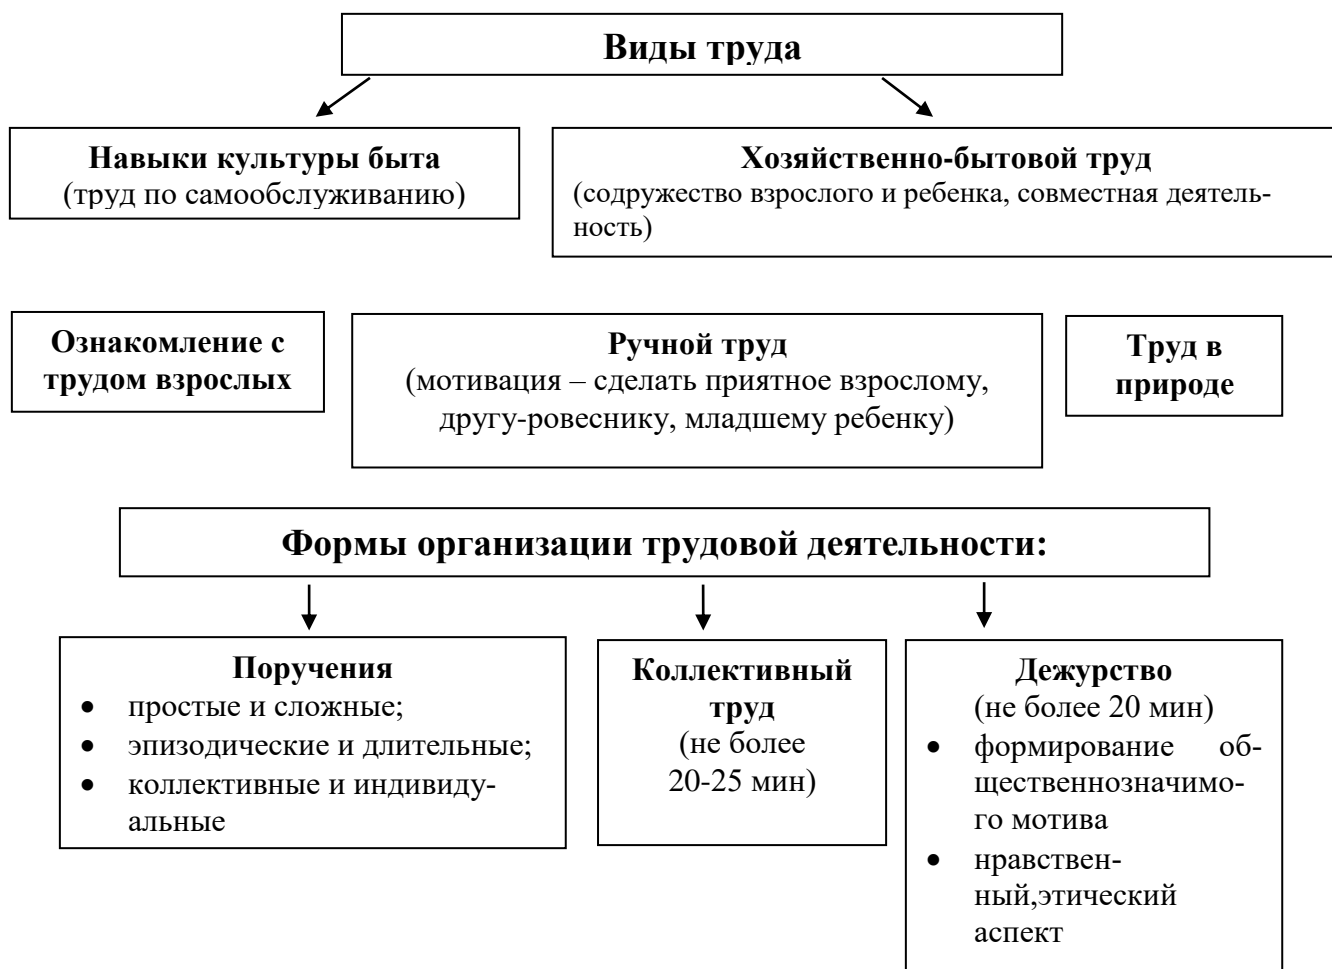 Виды труда
Навыки культуры быта
(труд по самообслуживанию)
Хозяйственно-бытовой труд
(содружество взрослого и ребенка, совместная деятель-
ность)
Ознакомление с
трудом взрослых
Ручной труд
(мотивация – сделать приятное взрослому,
другу-ровеснику, младшему ребенку)
Труд в
природе
Формы организации трудовой деятельности:
Поручения
• простые и сложные;
• эпизодические и длительные;
• коллективные и индивиду-
альные
Коллективный
труд
(не более
20-25 мин)
Дежурство
(не более 20 мин)
• формирование об-
щественнозначимо-
го мотива
• нравствен-
ный,этический
аспект